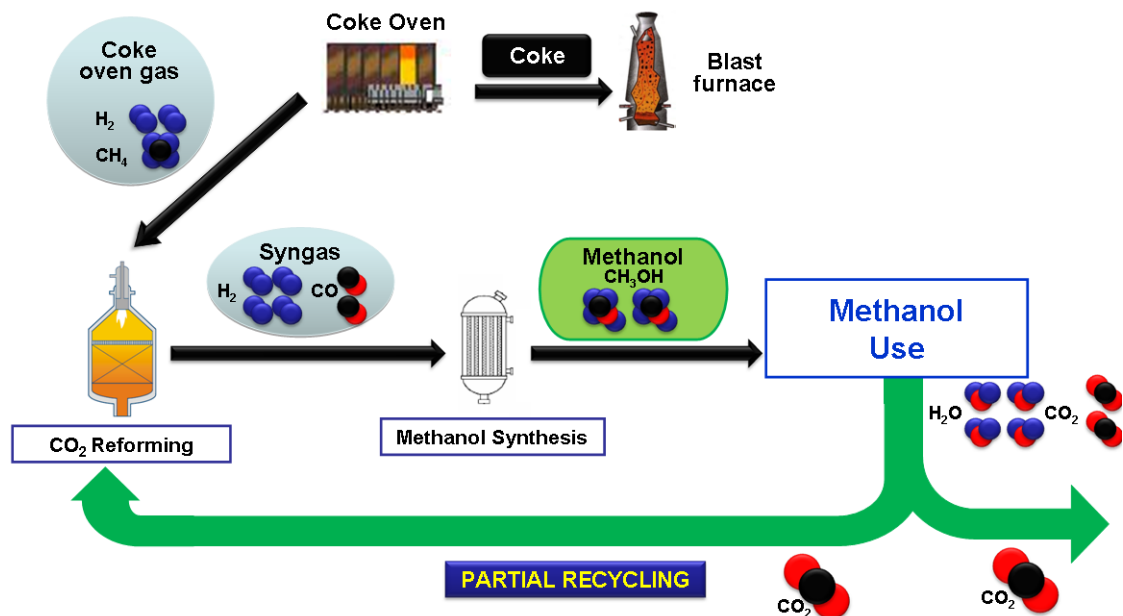 Coke Oven
Coke
Blast
furnace
Coke
oven gas
H₂
CH₄
Syngas
H₂
CO
Methanol
CH₃OH
Methanol
Use
CO₂ Reforming
Methanol Synthesis
H₂O
CO₂
PARTIAL RECYCLING
CO₂
CO₂